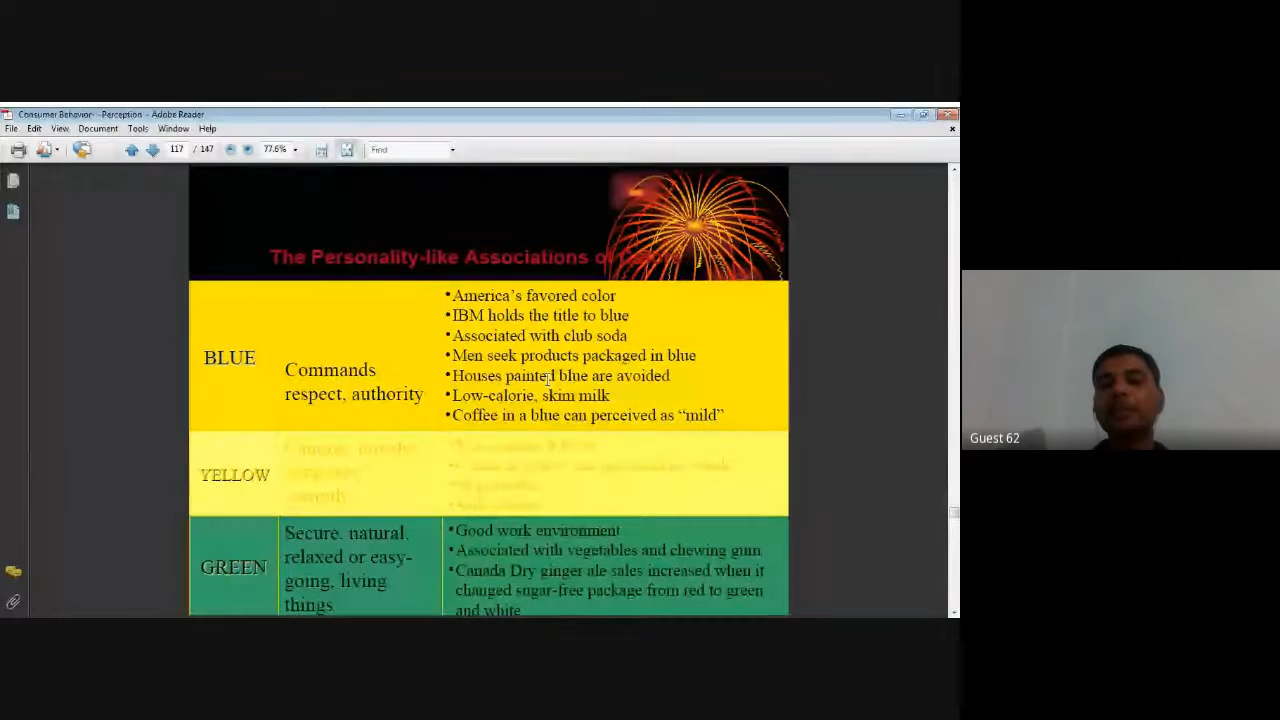 Consumer Behavior- -Perception - Adobe Reader
File Edit View Document Tools Window Help
117 / 147 77.6% Find
The Personality-like Associations of
BLUE
Commands
respect, authority
•America's favored color
•IBM holds the title to blue
•Associated with club soda
•Men seek products packaged in blue
•Houses painted blue are avoided
•Low-calorie, skim milk
•Coffee in a blue can perceived as “mild”
YELLOW
GREEN
Secure, natural,
relaxed or easy-
going, living
things
•Good work environment
•Associated with vegetables and chewing gum
•Canada Dry ginger ale sales increased when it
changed sugar-free package from red to green
and white
Guest 62